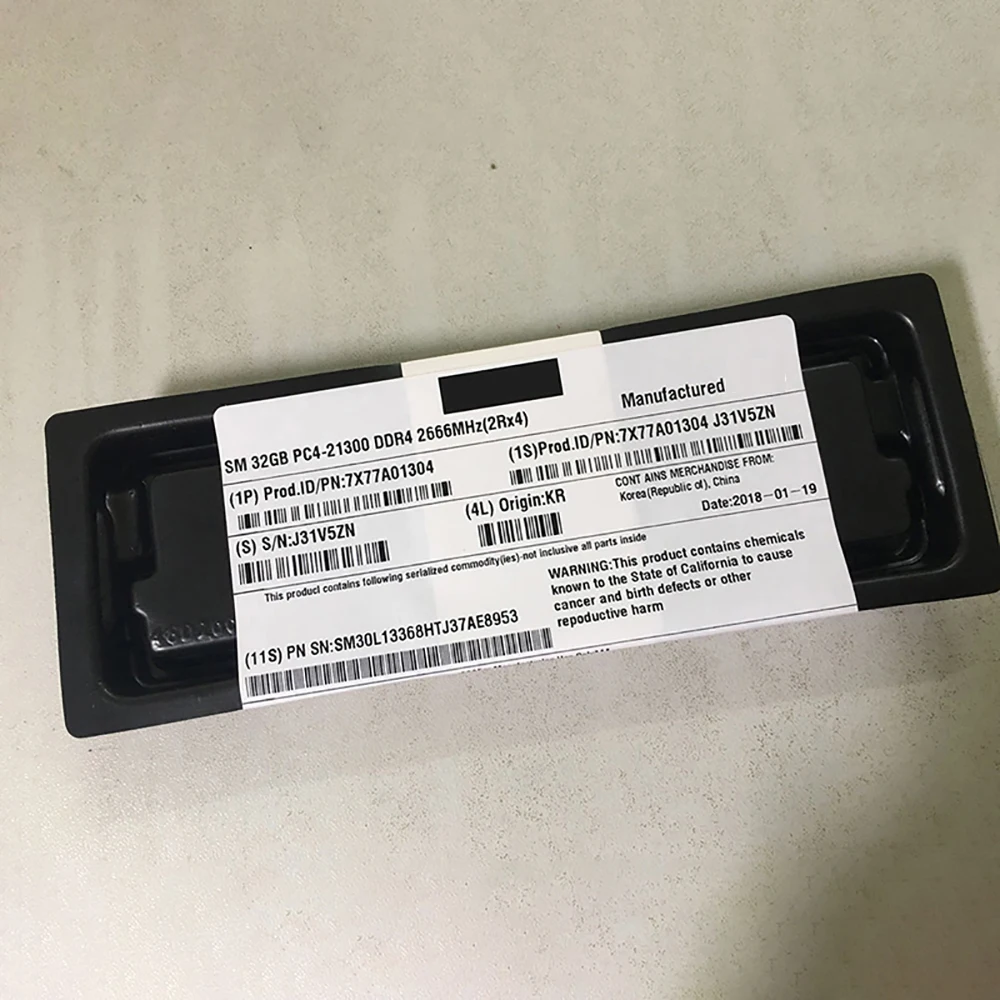 Manufactured
SM 32GB PC4-21300 DDR4 2666MHz(2Rx4)
(1P) Prod.ID/PN:7X77A01304
(1S)Prod.ID/PN:7X77A01304 J31V5ZN
(S) S/N:J31V5ZN
(4L) Origin:KR
CONT AINS MERCHANDISE FROM:
Korea(Republic of), China
Date:2018-01-19
This product contains following serialized commodity(ies)-not inclusive all parts inside
WARNING:This product contains chemicals
known to the State of California to cause
cancer and birth defects or other
reproductive harm
(11S) PN SN:SM30L13368HTJ37AE8953